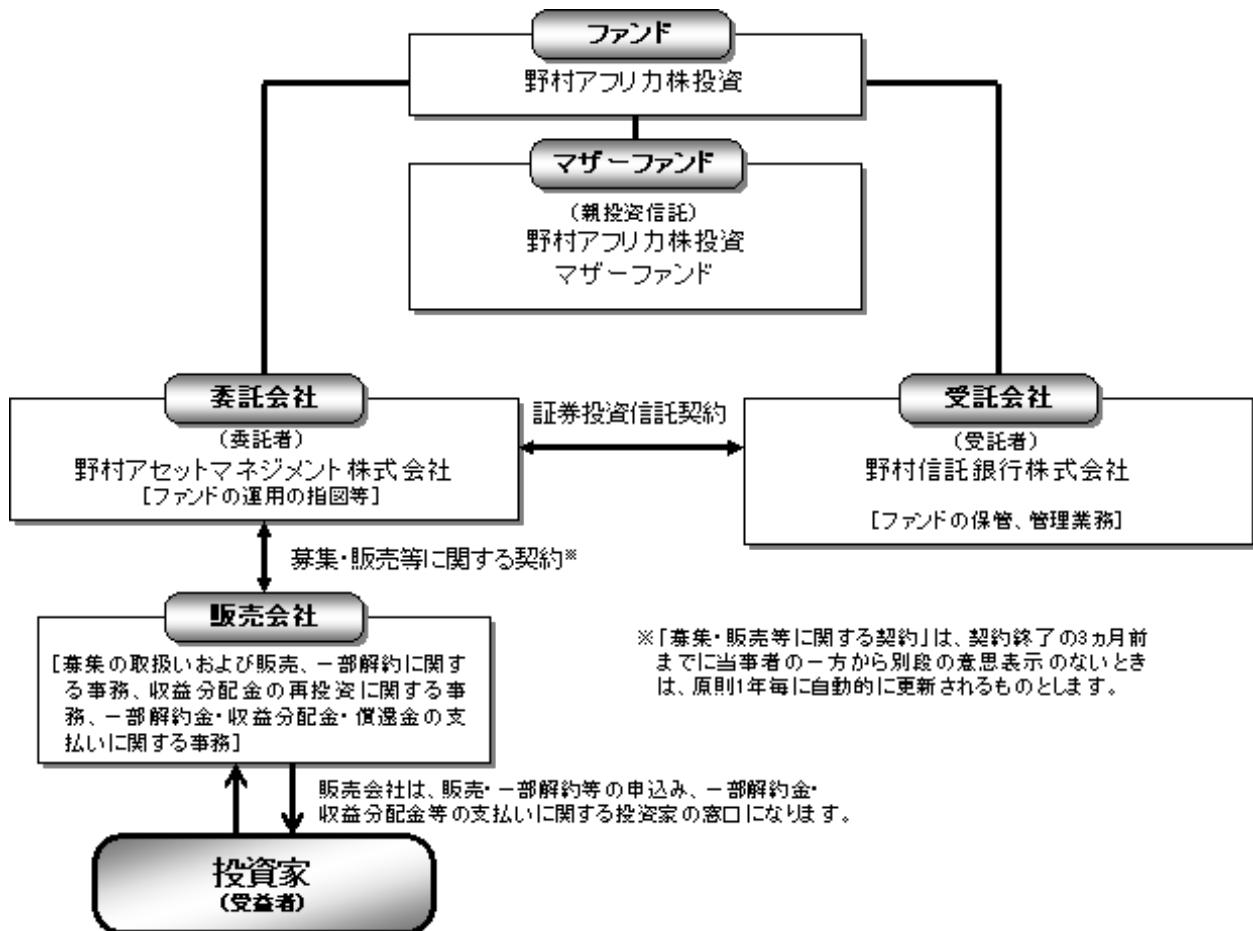 ファンド
野村アフリカ株投資
マザーファンド
(親投資信託)
野村アフリカ株投資
マザーファンド
委託会社
(委託者)
野村アセットマネジメント株式会社
[ファンドの運用の指図等]
証券投資信託契約
受託会社
(受託者)
野村信託銀行株式会社
[ファンドの保管、管理業務]
募集・販売等に関する契約※
販売会社
[募集の取扱いおよび販売、一部解約に関す
る事務、収益分配金の再投資に関する事
務、一部解約金・収益分配金・償還金の支
払いに関する事務]
※「募集・販売等に関する契約」は、契約終了の3ヵ月前
までに当事者の一方から別段の意思表示のないとき
は、原則1年毎に自動的に更新されるものとします。
販売会社は、販売・一部解約等の申込み、一部解約金・
収益分配金等の支払いに関する投資家の窓口になります。
投資家
(受益者)